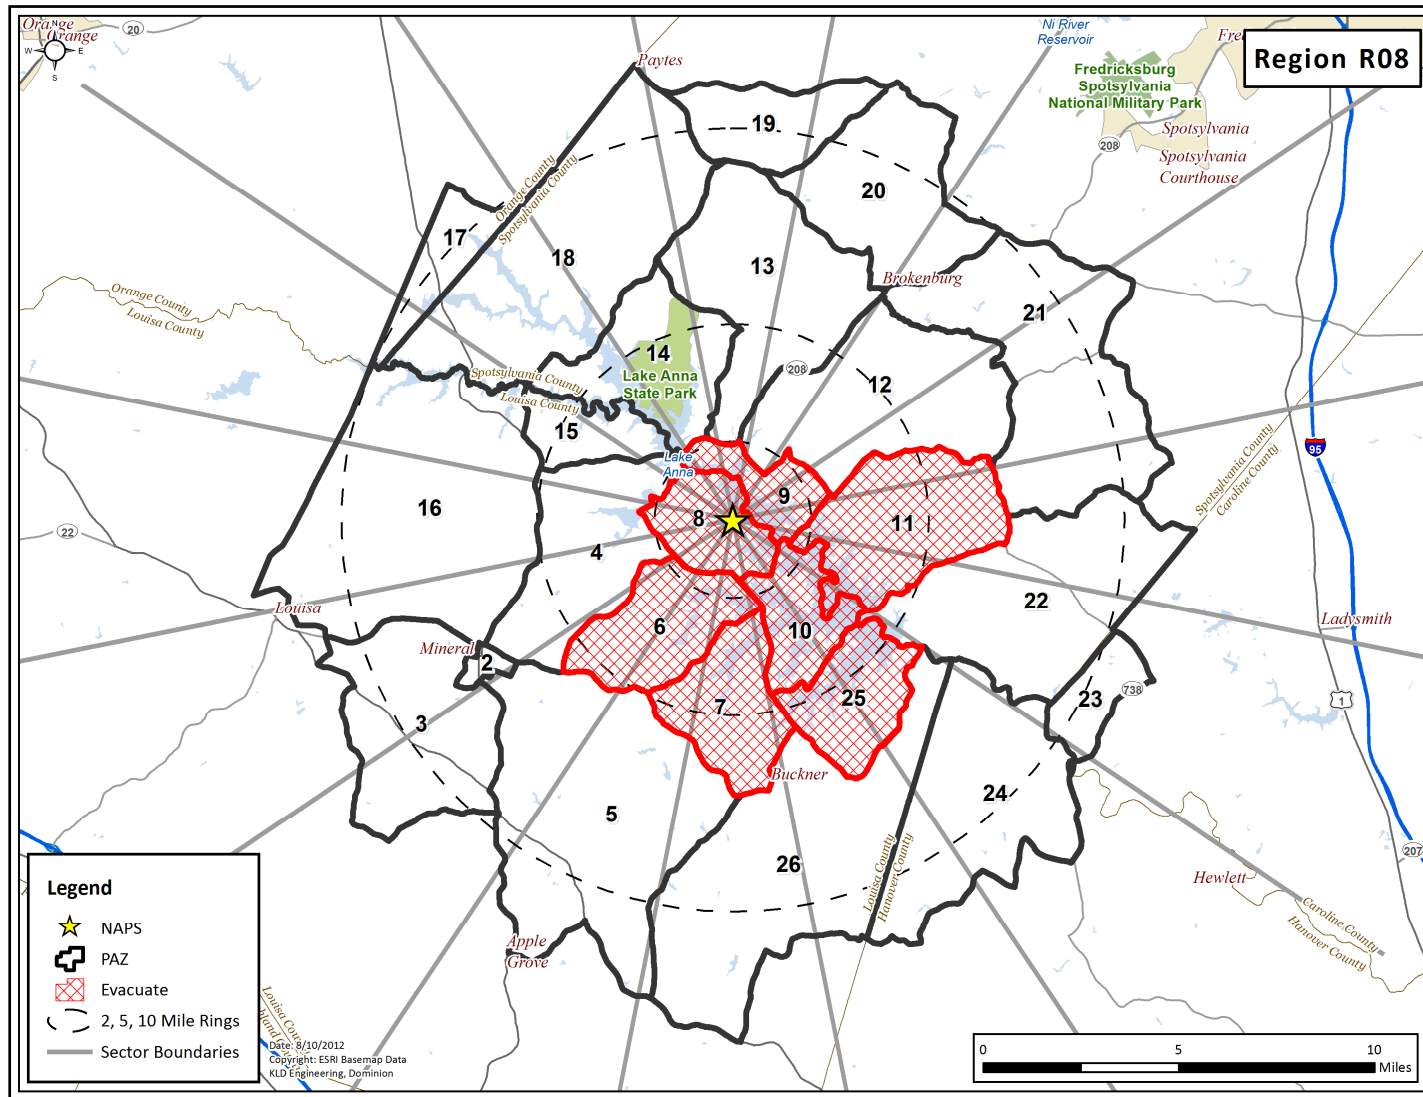 Orange
Orange
20
N
W E
S
Paytes
Ni River
Reservoir
Region R08
Fredricksburg
Spotsylvania
National Military Park
Spotsylvania
208
Spotsylvania
Courthouse
19
20
Orange County
Spotsylvania County
17
18
13
Brokenburg
21
Orange County
Louisa County
14
Lake Anna
State Park
208
12
Spotsylvania County
Louisa County
15
Lake
Anna
95
Spotsylvania County
Caroline County
16
9
8
11
22
4
Louisa
22
Ladysmith
6
10
Mineral
2
25
7
23
738
1
3
Buckner
24
5
26
207
Louisa County
Hanover County
Hewlett
Caroline County
Hanover County
Apple
Grove
Legend
NAPS
PAZ
Evacuate
2, 5, 10 Mile Rings
Sector Boundaries
Louisa County
Date: 8/10/2012
Copyright: ESRI Basemap Data
KLD Engineering, Dominion
0 5 10
Miles